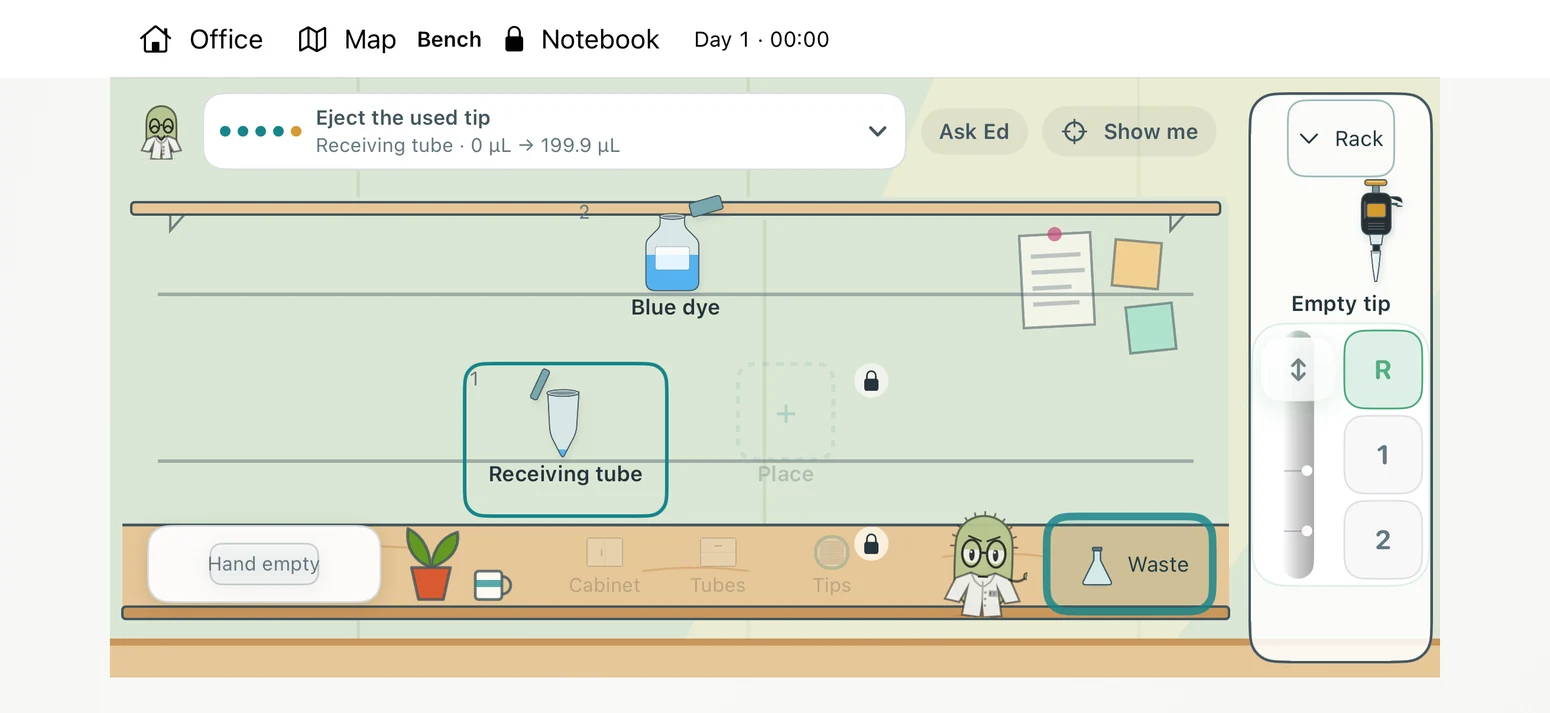 Office
Map
Bench
Notebook
Day 1 · 00:00
Eject the used tip
Receiving tube · 0 µL → 199.9 µL
Ask Ed
Show me
Rack
2
Blue dye
Empty tip
1
Receiving tube
+
Place
R
1
2
Hand empty
Cabinet
Tubes
Tips
Waste